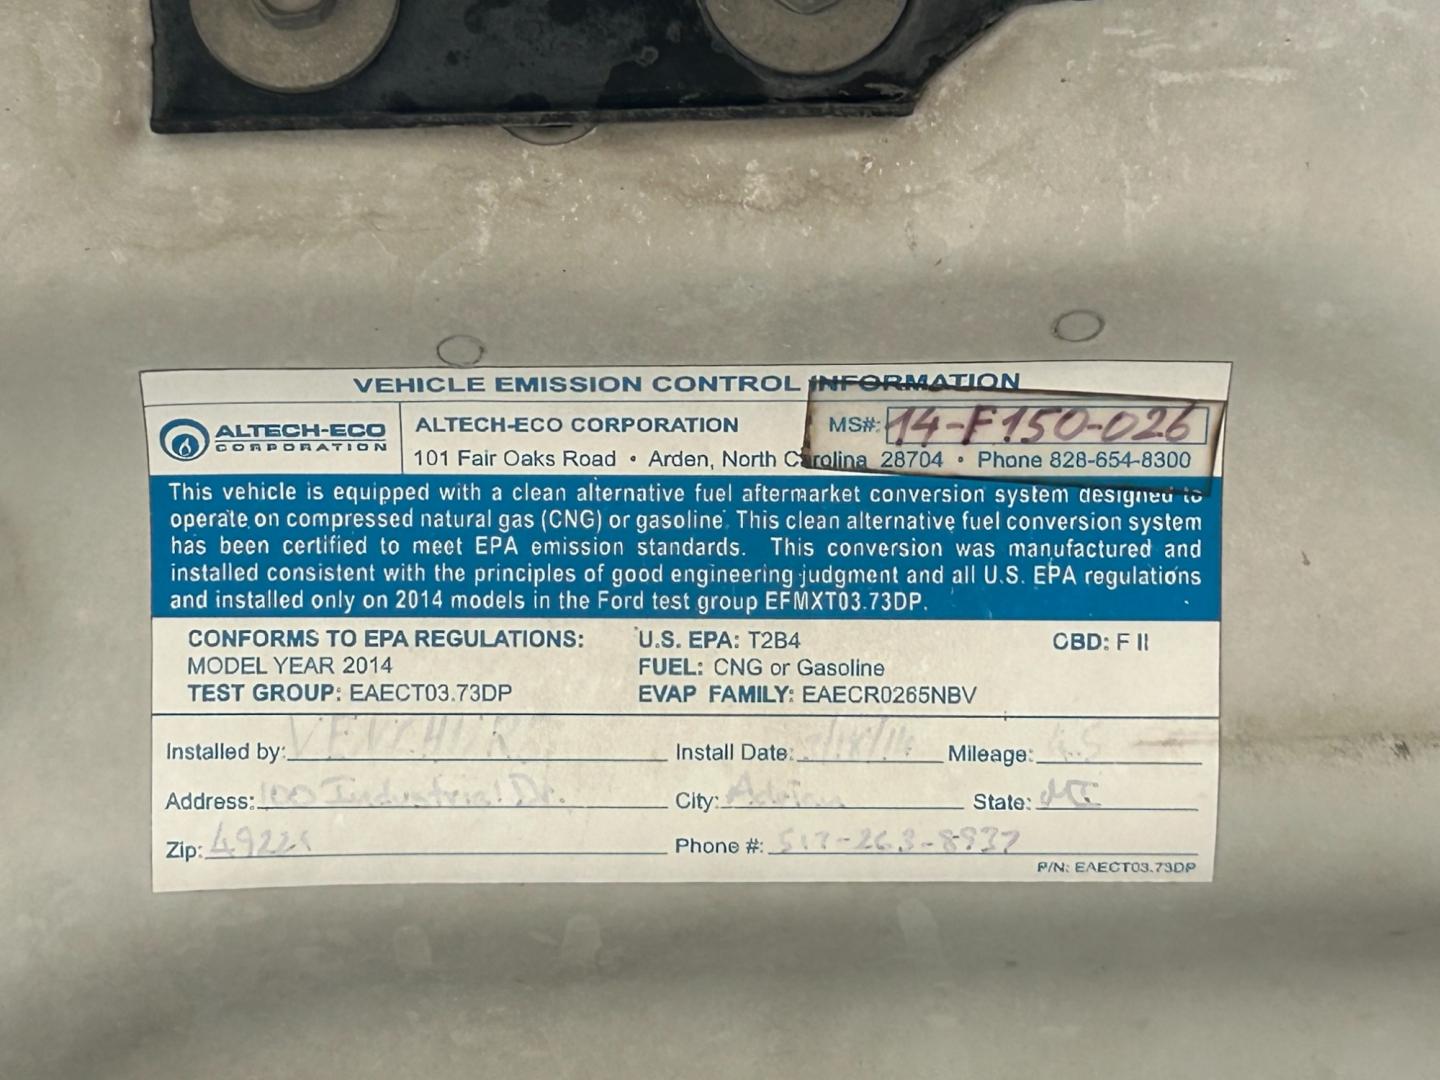 VEHICLE EMISSION CONTROL INFORMATION
ALTECH-ECO
CORPORATION
ALTECH-ECO CORPORATION
MS#: 14-F150-026
101 Fair Oaks Road • Arden, North Carolina 28704 • Phone 828-654-8300
This vehicle is equipped with a clean alternative fuel aftermarket conversion system designed to
operate on compressed natural gas (CNG) or gasoline. This clean alternative fuel conversion system
has been certified to meet EPA emission standards. This conversion was manufactured and
installed consistent with the principles of good engineering judgment and all U.S. EPA regulations
and installed only on 2014 models in the Ford test group EFMXT03.73DP.
CONFORMS TO EPA REGULATIONS:
MODEL YEAR 2014
TEST GROUP: EAECT03.73DP
U.S. EPA: T2B4
FUEL: CNG or Gasoline
EVAP FAMILY: EAECR0265NBV
CBD: F II
Installed by:
Install Date:
Mileage:
Address: 100 Industrial Dr.
City: Adrian
State: MI
Zip:
Phone #: 517-263-8937
P/N: EAECT03.73DP